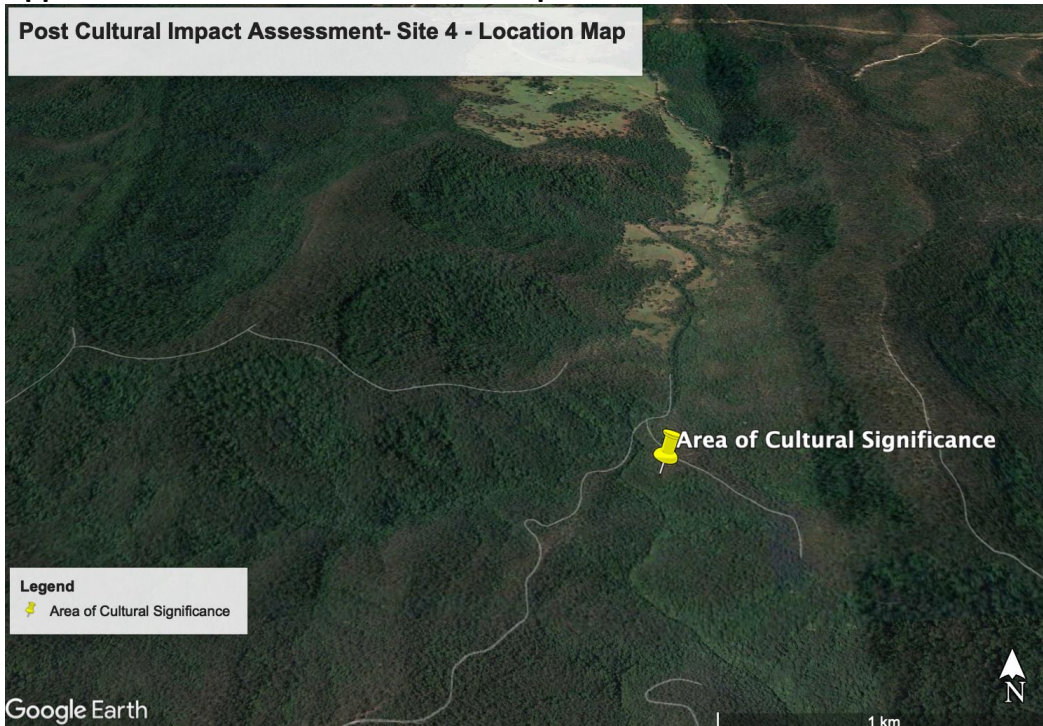 Post Cultural Impact Assessment- Site 4 - Location Map
Area of Cultural Significance
Legend
Area of Cultural Significance
N
Google Earth
1 km